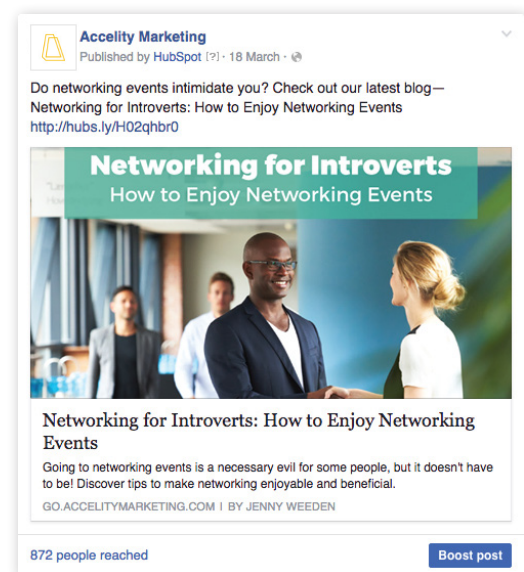 Accelity Marketing
Published by HubSpot [?] · 18 March ·
Do networking events intimidate you? Check out our latest blog—
Networking for Introverts: How to Enjoy Networking Events
http://hubs.ly/H02qhbr0
Networking for Introverts
How to Enjoy Networking Events
Networking for Introverts: How to Enjoy Networking
Events
Going to networking events is a necessary evil for some people, but it doesn't have
to be! Discover tips to make networking enjoyable and beneficial.
GO.ACCELITYMARKETING.COM | BY JENNY WEEDEN
872 people reached
Boost post